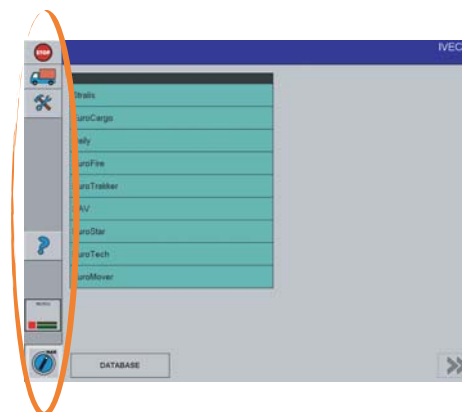 STOP
IVEC
Stralis
uroCargo
aily
uroFire
uroTrakker
AV
uroStar
uroTech
uroMover
DATABASE